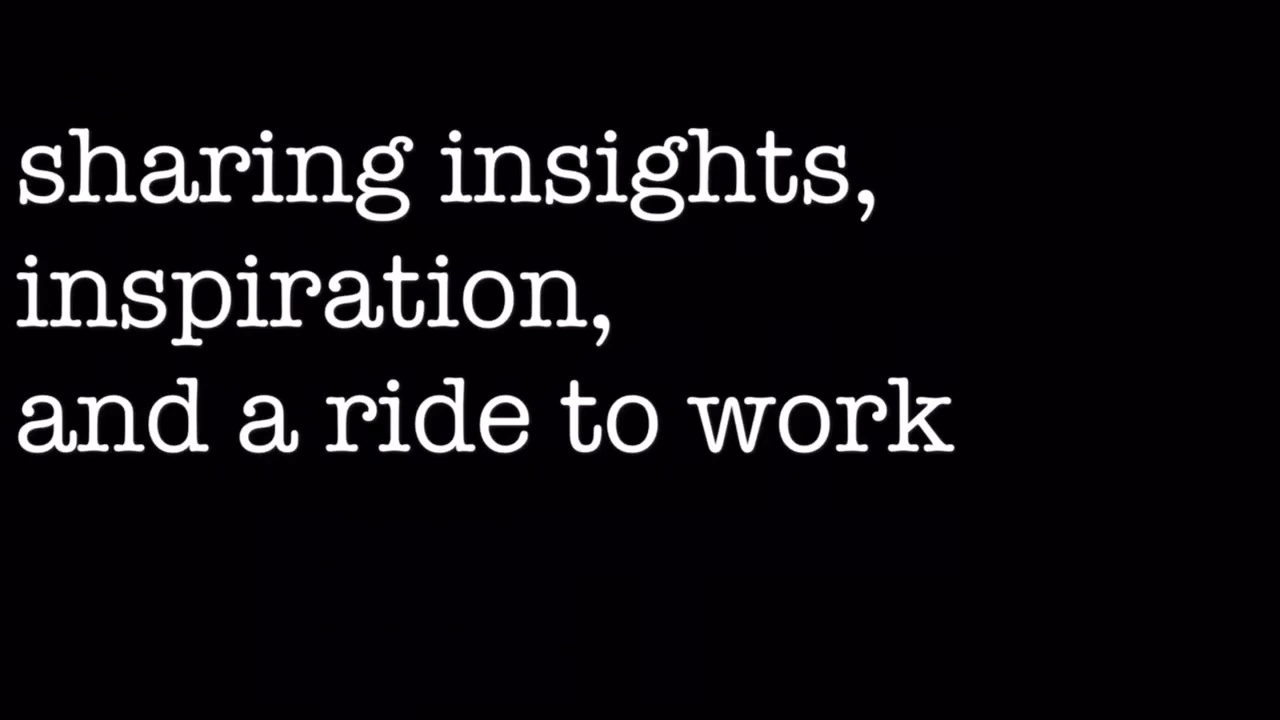 sharing insights,
inspiration,
and a ride to work